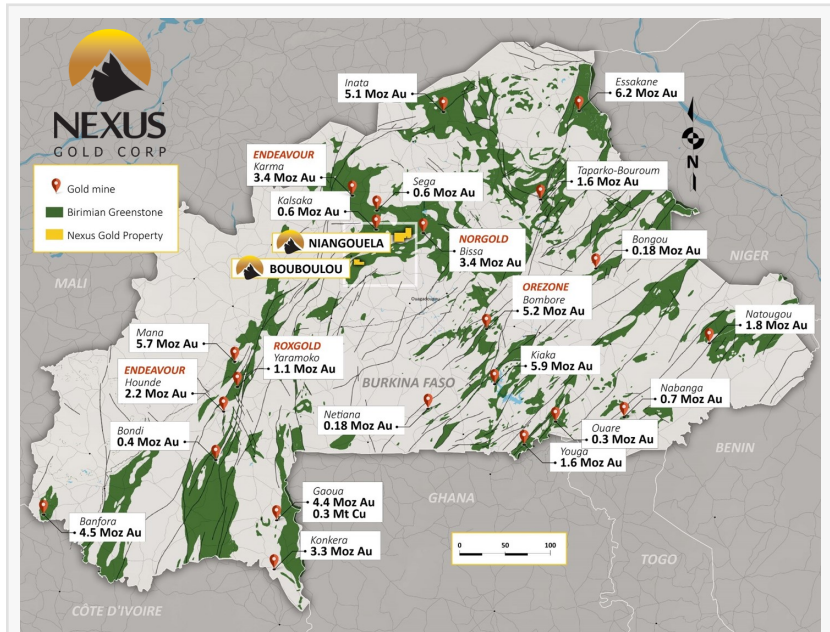 NEXUS
GOLD CORP
Gold mine
Birimian Greenstone
Nexus Gold Property
Inata
5.1 Moz Au
Essakane
6.2 Moz Au
N
ENDEAVOUR
Karma
3.4 Moz Au
Sega
0.6 Moz Au
Taparko-Bouroum
1.6 Moz Au
Kalsaka
0.6 Moz Au
NIANGOUELA
BOUBOULOU
NORGOLD
Bissa
3.4 Moz Au
Bongou
0.18 Moz Au
NIGER
MALI
OREZONE
Bombore
5.2 Moz Au
Natougou
1.8 Moz Au
Mana
5.7 Moz Au
ROXGOLD
Yaramoko
1.1 Moz Au
ENDEAVOUR
Hounde
2.2 Moz Au
Kiaka
5.9 Moz Au
BURKINA FASO
Nabanga
0.7 Moz Au
Netiana
0.18 Moz Au
Ouare
0.3 Moz Au
Bondi
0.4 Moz Au
Youga
1.6 Moz Au
BENIN
Gaoua
4.4 Moz Au
0.3 Mt Cu
GHANA
Banfora
4.5 Moz Au
Konkera
3.3 Moz Au
0 50 100
TOGO
CÔTE D'IVOIRE